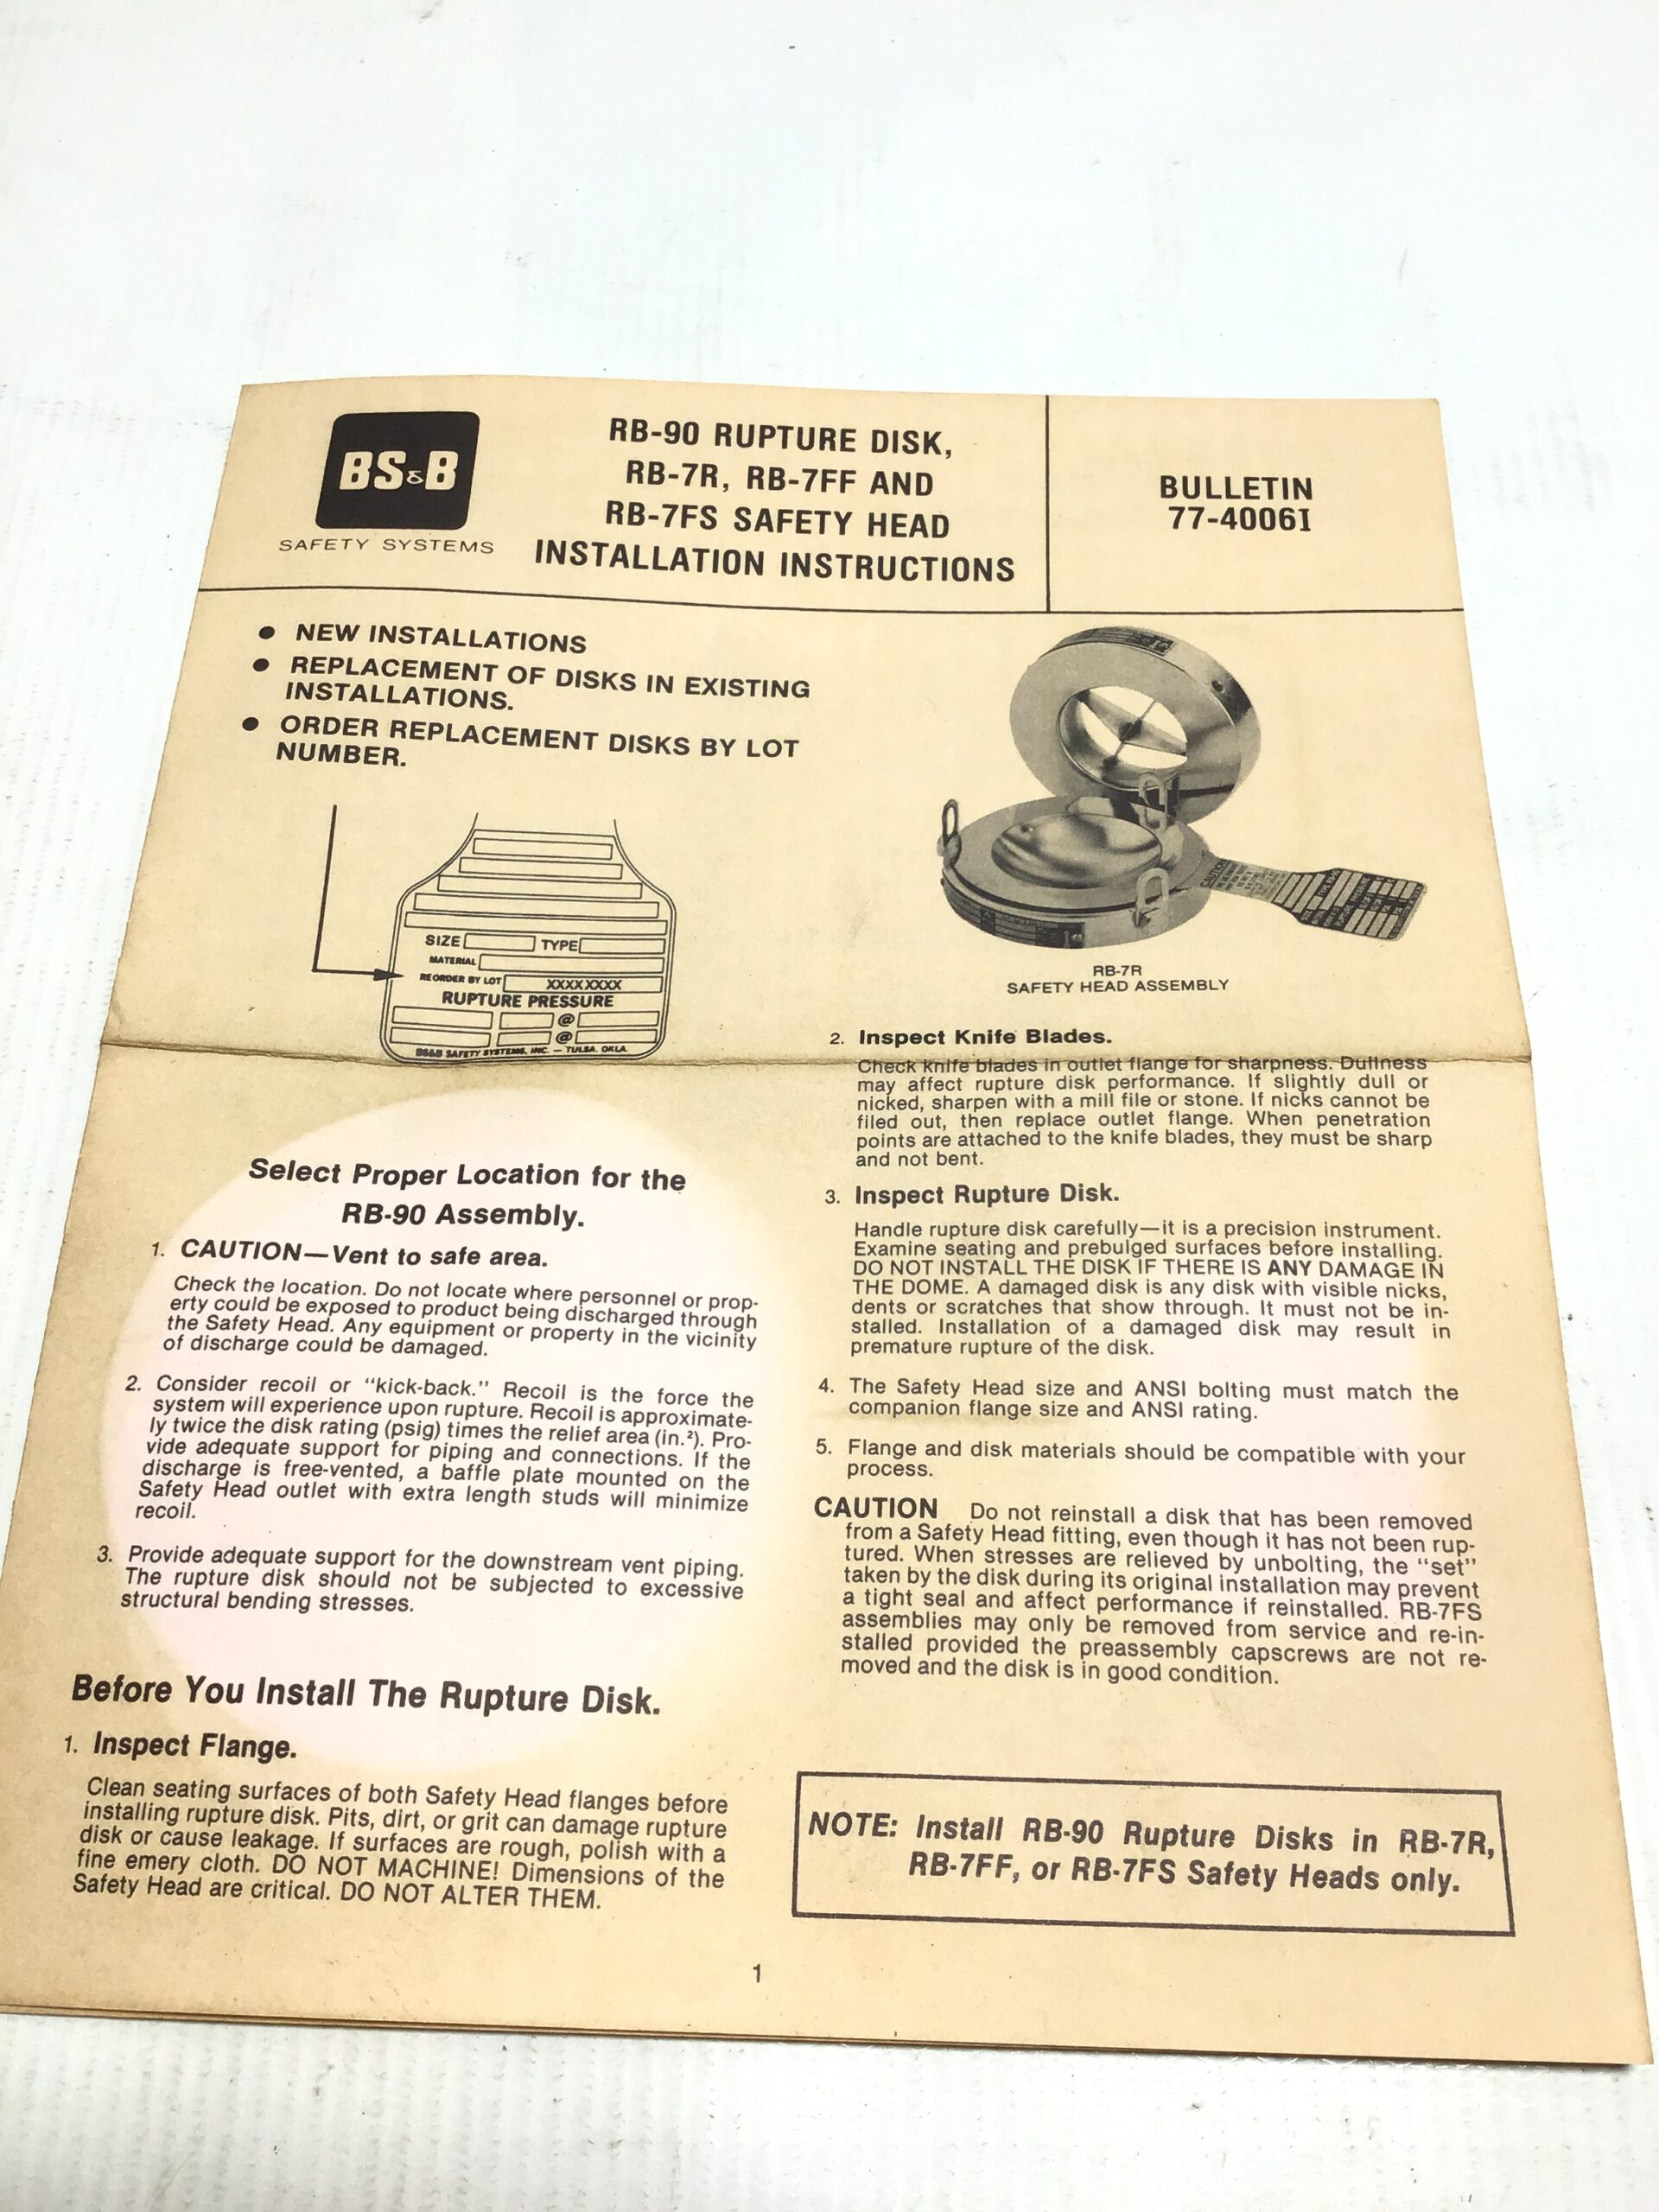 BS&B
SAFETY SYSTEMS
RB-90 RUPTURE DISK,
RB-7R, RB-7FF AND
RB-7FS SAFETY HEAD
INSTALLATION INSTRUCTIONS
BULLETIN
77-4006I
● NEW INSTALLATIONS
● REPLACEMENT OF DISKS IN EXISTING
INSTALLATIONS.
● ORDER REPLACEMENT DISKS BY LOT
NUMBER.
SIZE TYPE
MATERIAL
REORDER BY LOT XXXXXXXX
RUPTURE PRESSURE
@
@
BS&B SAFETY SYSTEMS, INC. — TULSA, OKLA.
Select Proper Location for the
RB-90 Assembly.
1. CAUTION—Vent to safe area.
Check the location. Do not locate where personnel or prop-
erty could be exposed to product being discharged through
the Safety Head. Any equipment or property in the vicinity
of discharge could be damaged.
2. Consider recoil or “kick-back.” Recoil is the force the
system will experience upon rupture. Recoil is approximate-
ly twice the disk rating (psig) times the relief area (in.²). Pro-
vide adequate support for piping and connections. If the
discharge is free-vented, a baffle plate mounted on the
Safety Head outlet with extra length studs will minimize
recoil.
3. Provide adequate support for the downstream vent piping.
The rupture disk should not be subjected to excessive
structural bending stresses.
Before You Install The Rupture Disk.
1. Inspect Flange.
Clean seating surfaces of both Safety Head flanges before
installing rupture disk. Pits, dirt, or grit can damage rupture
disk or cause leakage. If surfaces are rough, polish with a
fine emery cloth. DO NOT MACHINE! Dimensions of the
Safety Head are critical. DO NOT ALTER THEM.
CAUTION
RB-7R
SAFETY HEAD ASSEMBLY
2. Inspect Knife Blades.
Check knife blades in outlet flange for sharpness. Dullness
may affect rupture disk performance. If slightly dull or
nicked, sharpen with a mill file or stone. If nicks cannot be
filed out, then replace outlet flange. When penetration
points are attached to the knife blades, they must be sharp
and not bent.
3. Inspect Rupture Disk.
Handle rupture disk carefully—it is a precision instrument.
Examine seating and prebulged surfaces before installing.
DO NOT INSTALL THE DISK IF THERE IS ANY DAMAGE IN
THE DOME. A damaged disk is any disk with visible nicks,
dents or scratches that show through. It must not be in-
stalled. Installation of a damaged disk may result in
premature rupture of the disk.
4. The Safety Head size and ANSI bolting must match the
companion flange size and ANSI rating.
5. Flange and disk materials should be compatible with your
process.
CAUTION Do not reinstall a disk that has been removed
from a Safety Head fitting, even though it has not been rup-
tured. When stresses are relieved by unbolting, the “set”
taken by the disk during its original installation may prevent
a tight seal and affect performance if reinstalled. RB-7FS
assemblies may only be removed from service and re-in-
stalled provided the preassembly capscrews are not re-
moved and the disk is in good condition.
NOTE: Install RB-90 Rupture Disks in RB-7R,
RB-7FF, or RB-7FS Safety Heads only.
1